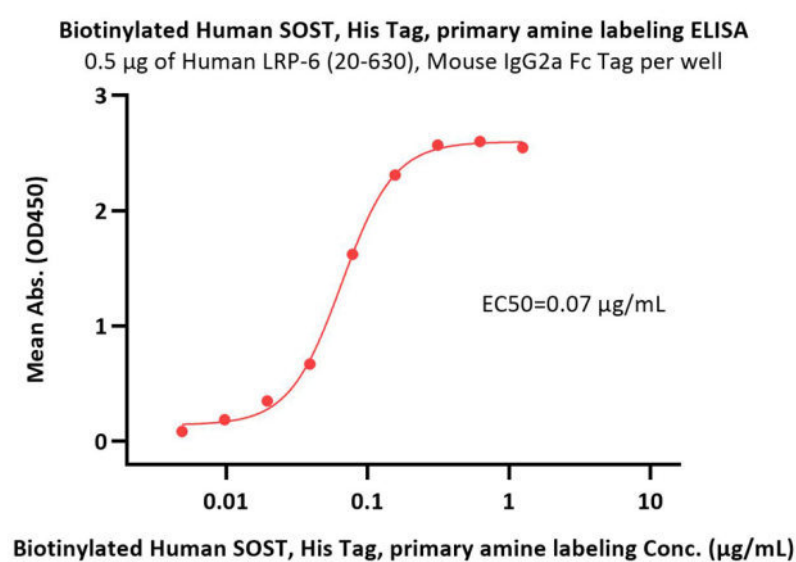 Biotinylated Human SOST, His Tag, primary amine labeling ELISA
0.5 μg of Human LRP-6 (20-630), Mouse IgG2a Fc Tag per well
3
2
1
0
Mean Abs. (OD450)
EC50=0.07 μg/mL
0.01 0.1 1 10
Biotinylated Human SOST, His Tag, primary amine labeling Conc. (μg/mL)